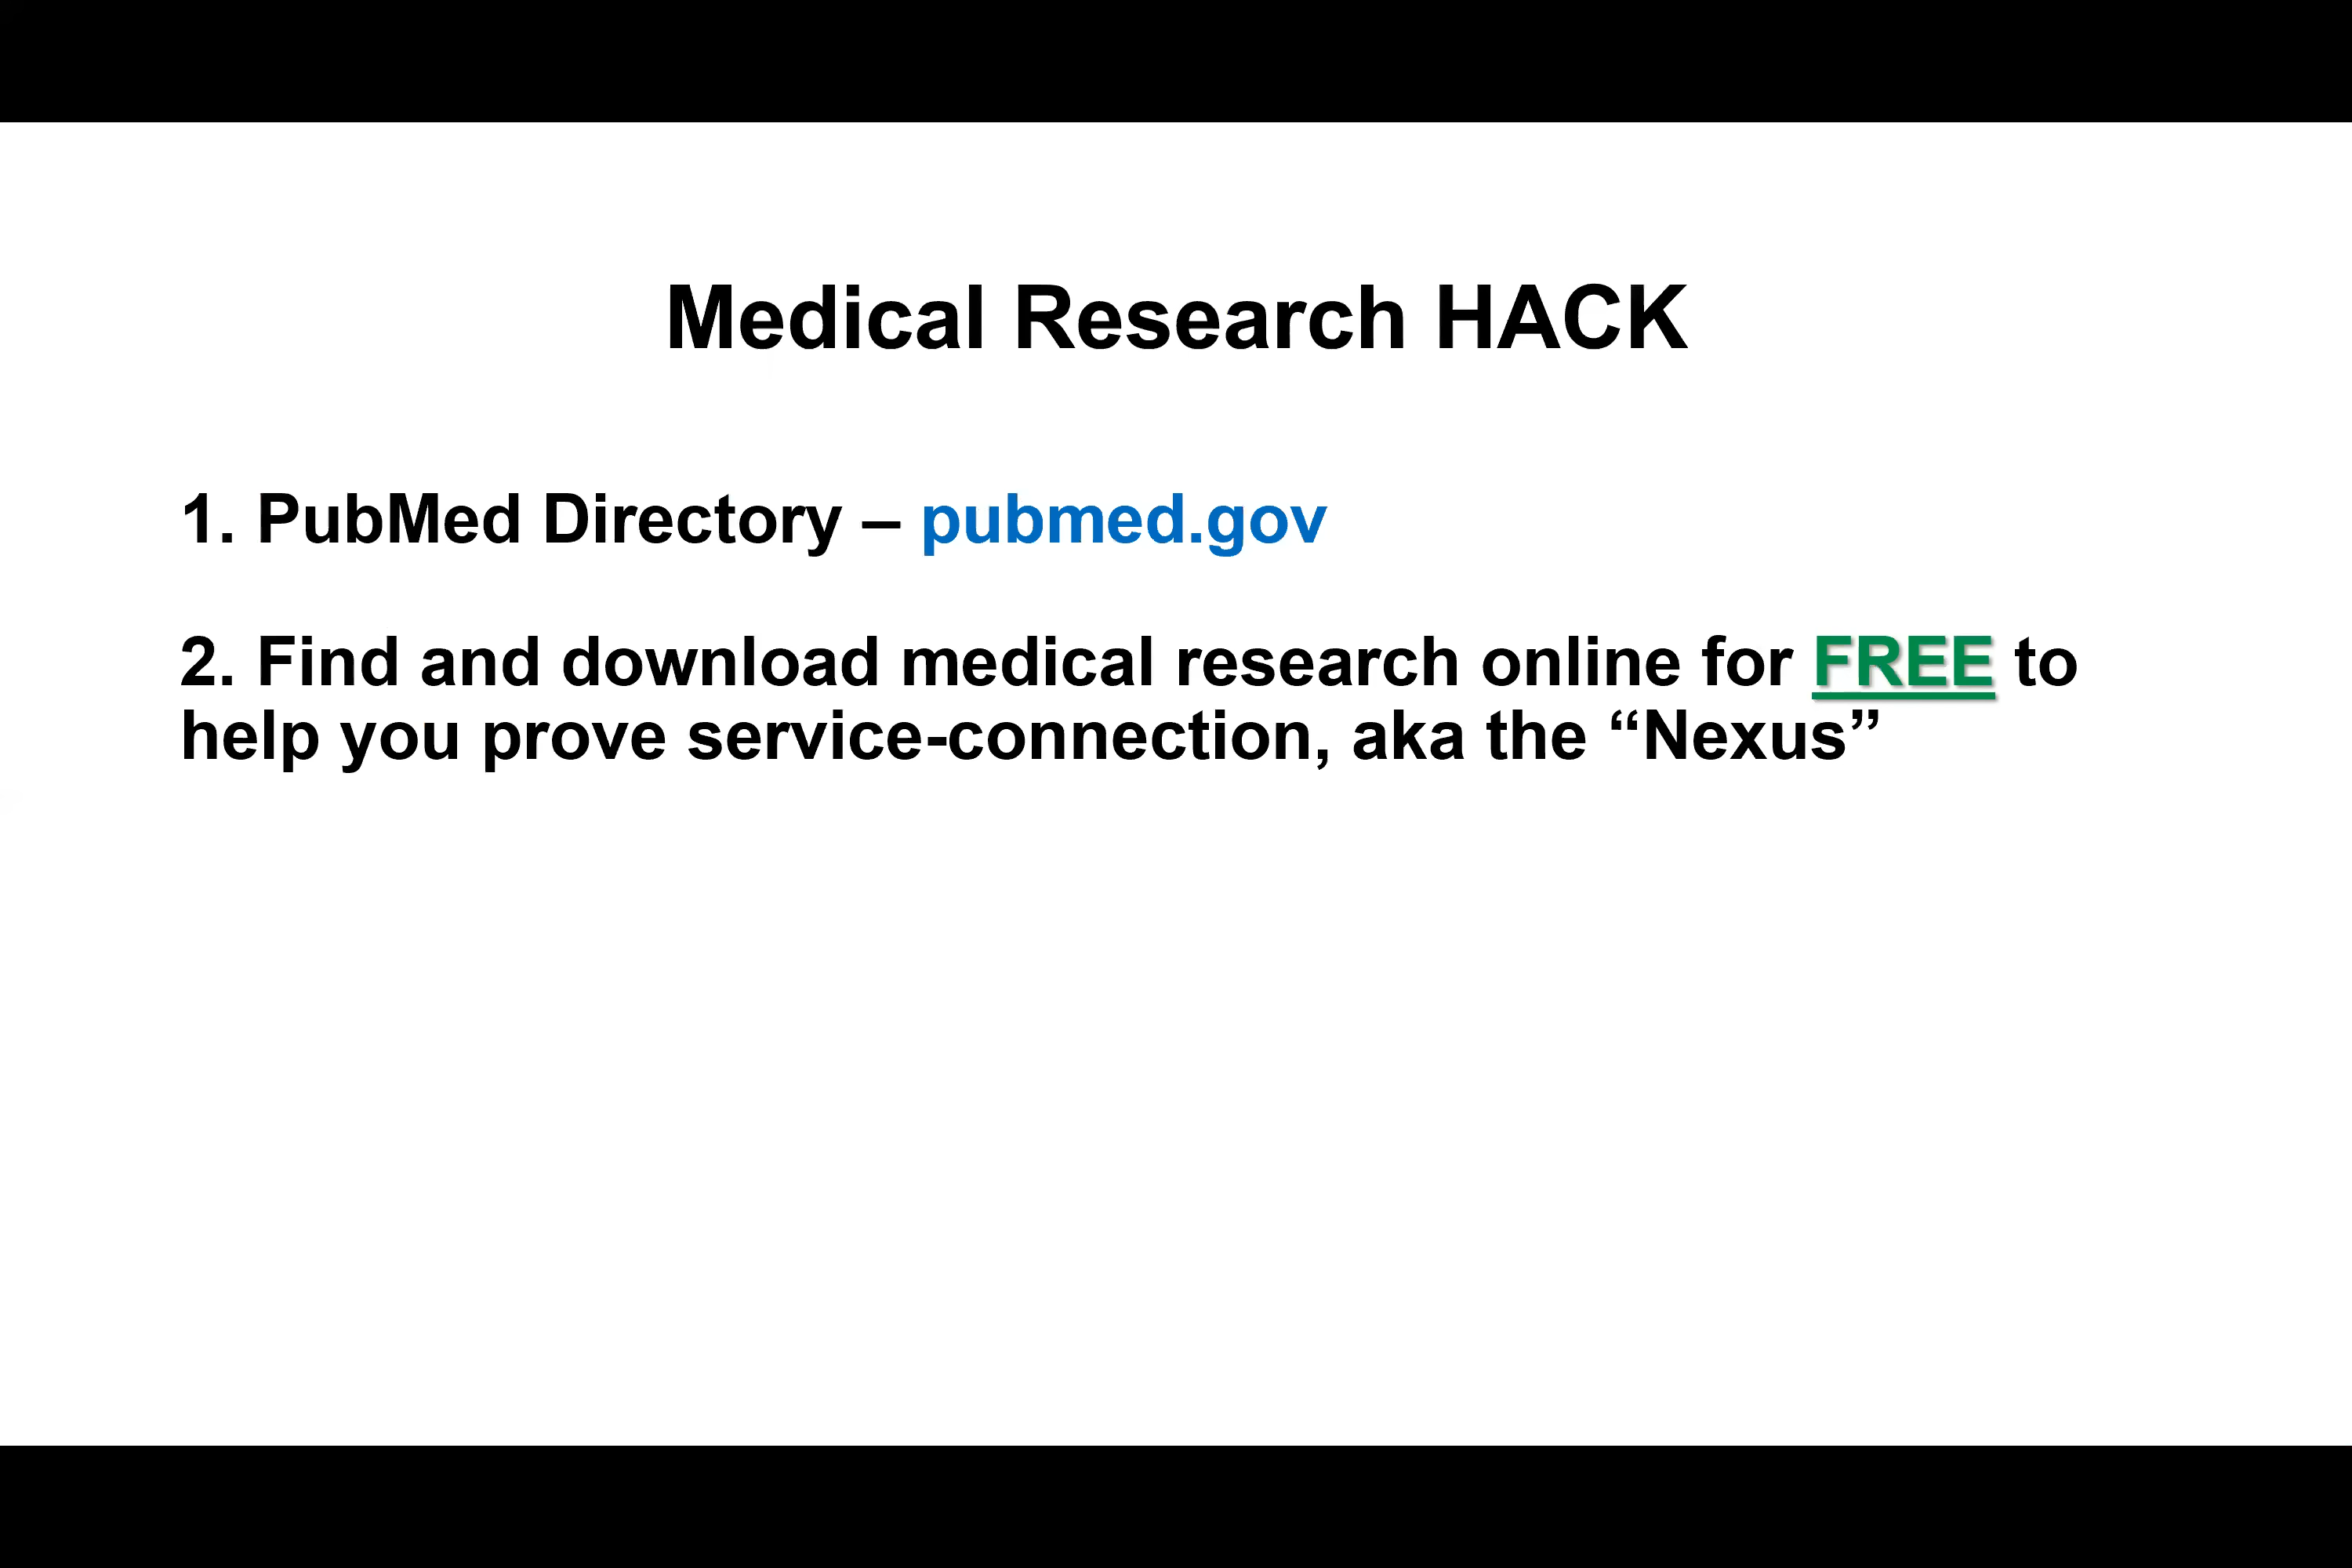 Medical Research HACK
1. PubMed Directory – pubmed.gov
2. Find and download medical research online for FREE to
help you prove service-connection, aka the “Nexus”